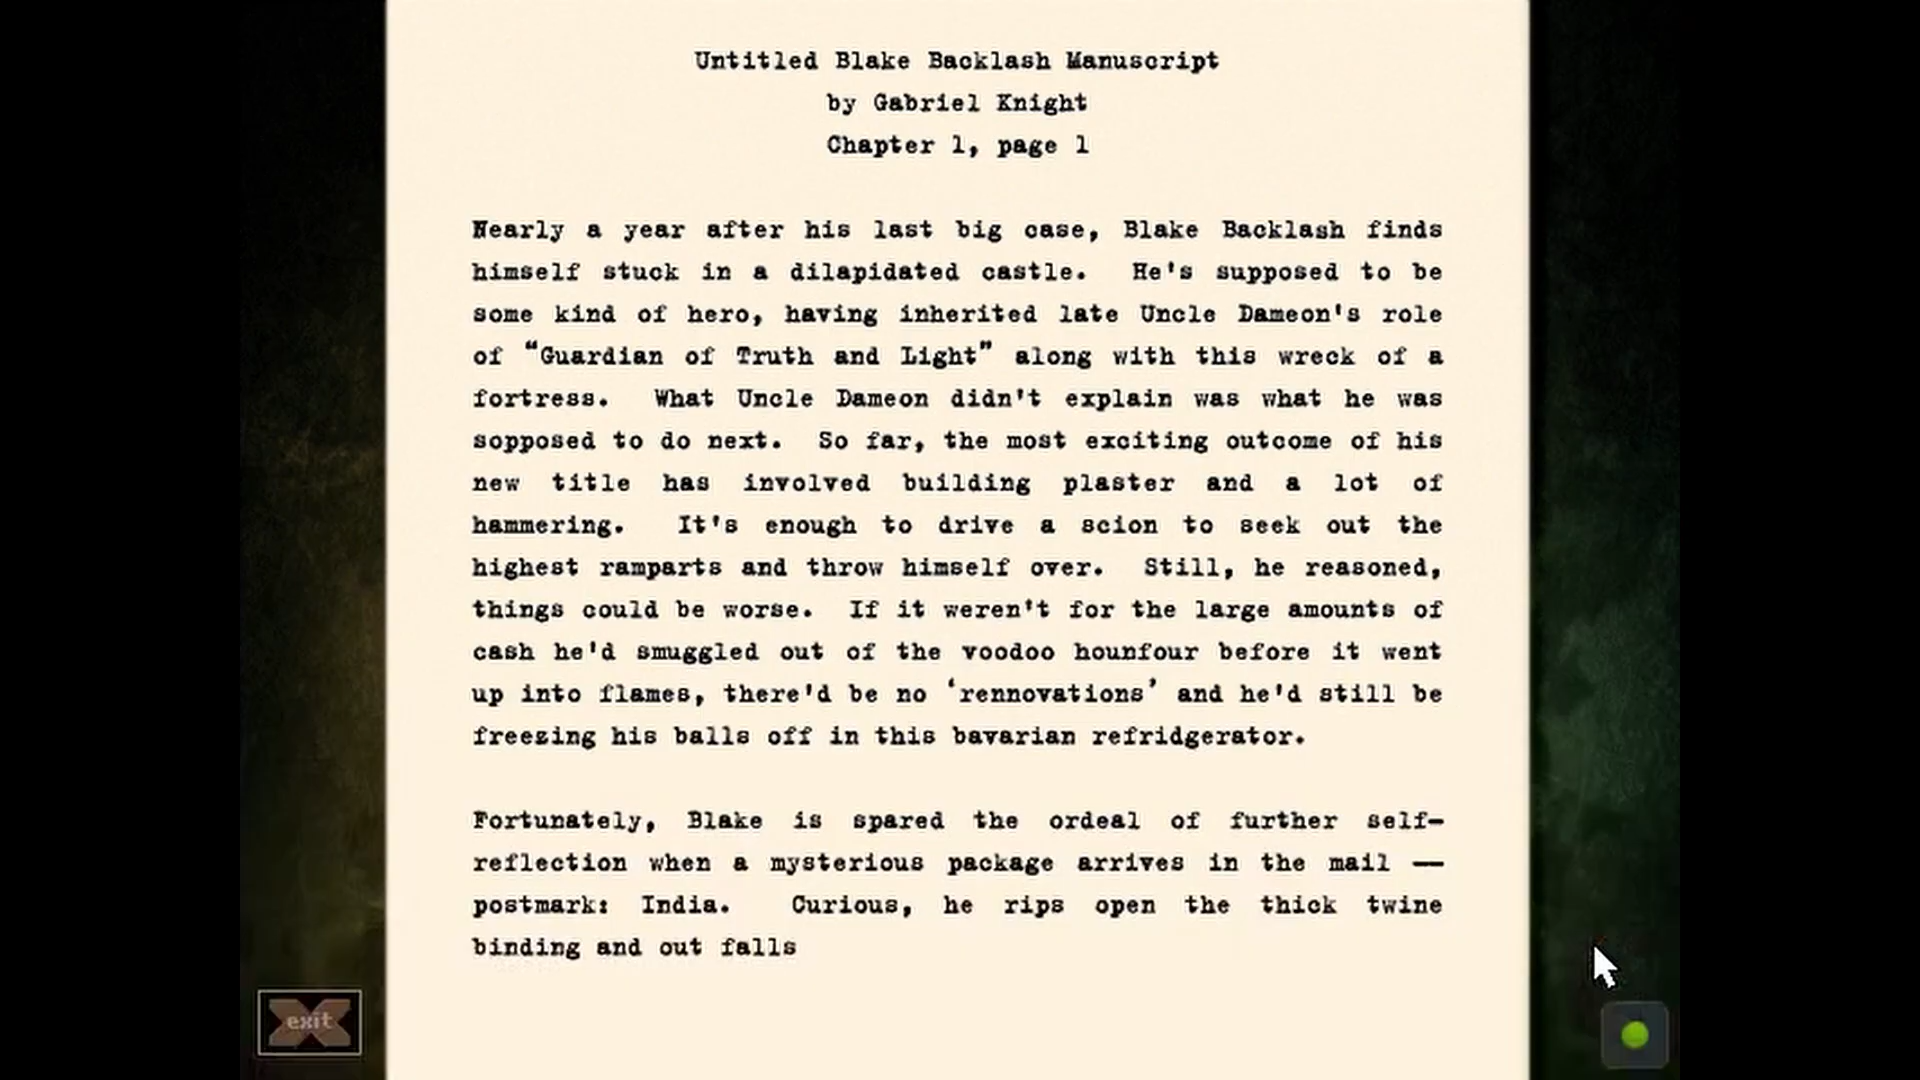 Untitled Blake Backlash Manuscript
by Gabriel Knight
Chapter 1, page 1
Nearly a year after his last big case, Blake Backlash finds
himself stuck in a dilapidated castle. He's supposed to be
some kind of hero, having inherited late Uncle Dameon's role
of “Guardian of Truth and Light” along with this wreck of a
fortress. What Uncle Dameon didn't explain was what he was
sopposed to do next. So far, the most exciting outcome of his
new title has involved building plaster and a lot of
hammering. It's enough to drive a scion to seek out the
highest ramparts and throw himself over. Still, he reasoned,
things could be worse. If it weren't for the large amounts of
cash he'd smuggled out of the voodoo hounfour before it went
up into flames, there'd be no ‘rennovations’ and he'd still be
freezing his balls off in this bavarian refridgerator.
Fortunately, Blake is spared the ordeal of further self-
reflection when a mysterious package arrives in the mail --
postmark: India. Curious, he rips open the thick twine
binding and out falls
exit